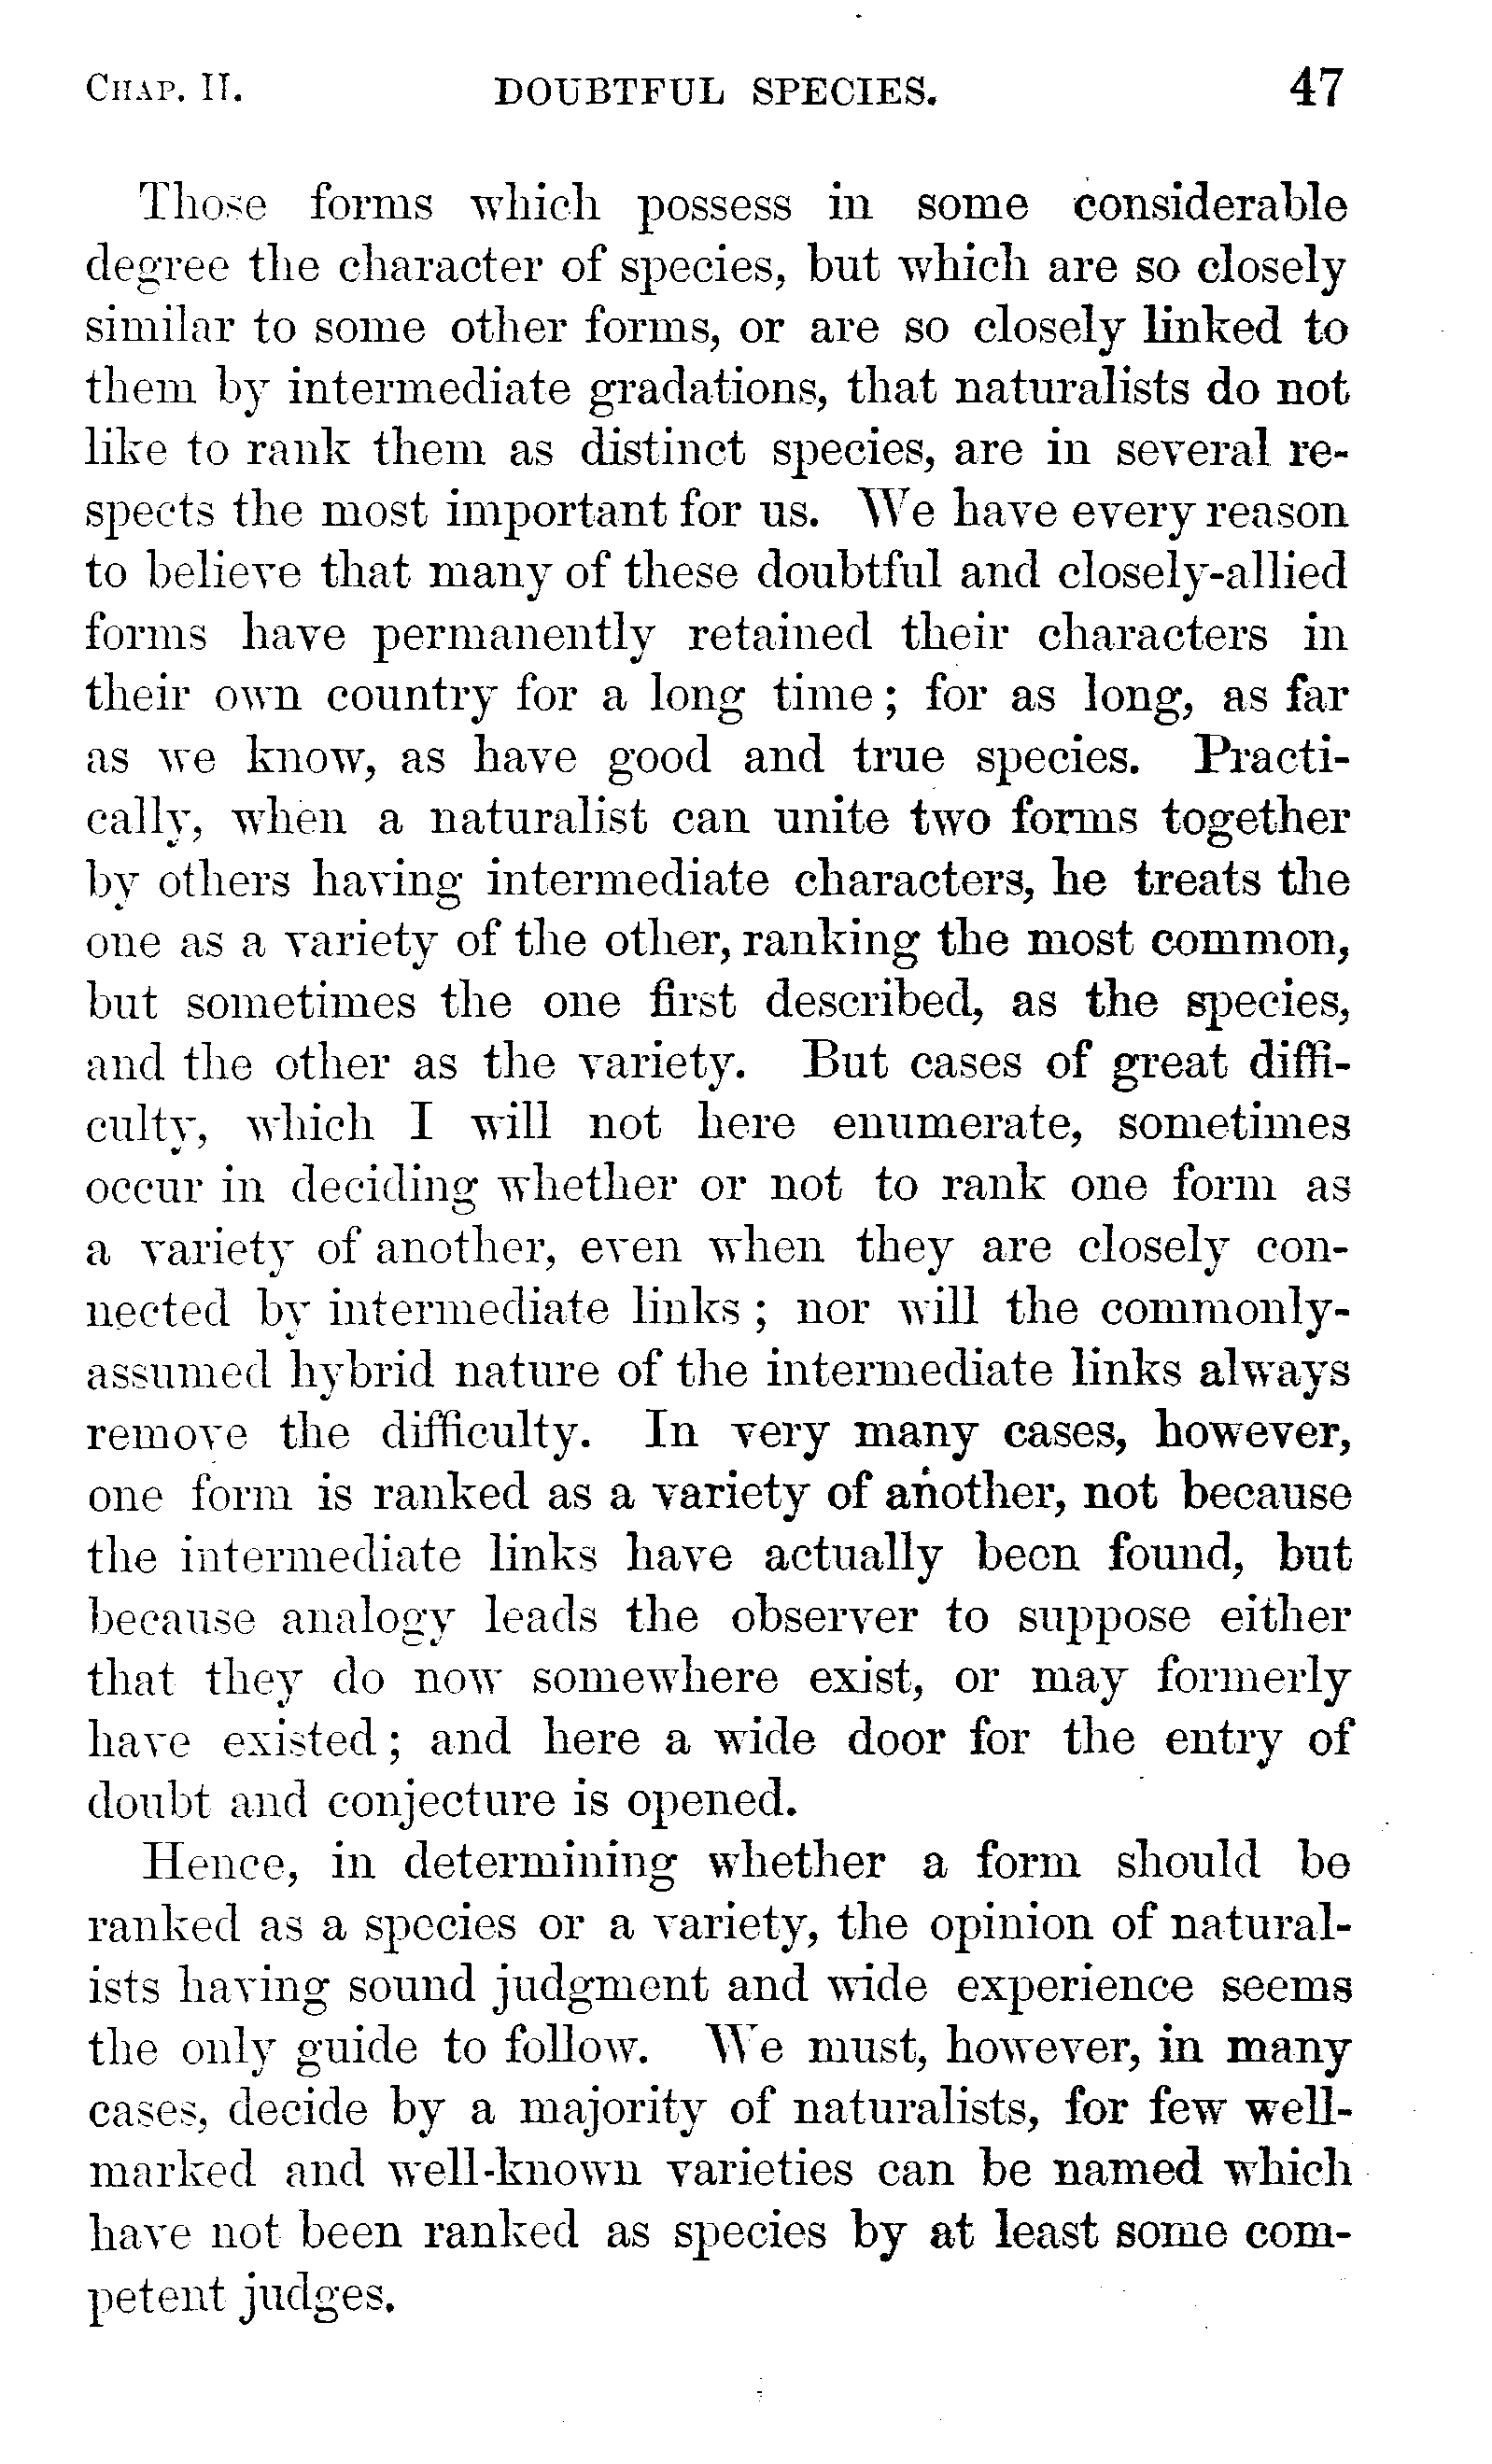 CHAP. II. DOUBTFUL SPECIES. 47
Those forms which possess in some considerable
degree the character of species, but which are so closely
similar to some other forms, or are so closely linked to
them by intermediate gradations, that naturalists do not
like to rank them as distinct species, are in several re-
spects the most important for us. We have every reason
to believe that many of these doubtful and closely-allied
forms have permanently retained their characters in
their own country for a long time; for as long, as far
as we know, as have good and true species. Practi-
cally, when a naturalist can unite two forms together
by others having intermediate characters, he treats the
one as a variety of the other, ranking the most common,
but sometimes the one first described, as the species,
and the other as the variety. But cases of great diffi-
culty, which I will not here enumerate, sometimes
occur in deciding whether or not to rank one form as
a variety of another, even when they are closely con-
nected by intermediate links; nor will the commonly-
assumed hybrid nature of the intermediate links always
remove the difficulty. In very many cases, however,
one form is ranked as a variety of another, not because
the intermediate links have actually been found, but
because analogy leads the observer to suppose either
that they do now somewhere exist, or may formerly
have existed; and here a wide door for the entry of
doubt and conjecture is opened.
Hence, in determining whether a form should be
ranked as a species or a variety, the opinion of natural-
ists having sound judgment and wide experience seems
the only guide to follow. We must, however, in many
cases, decide by a majority of naturalists, for few well-
marked and well-known varieties can be named which
have not been ranked as species by at least some com-
petent judges.